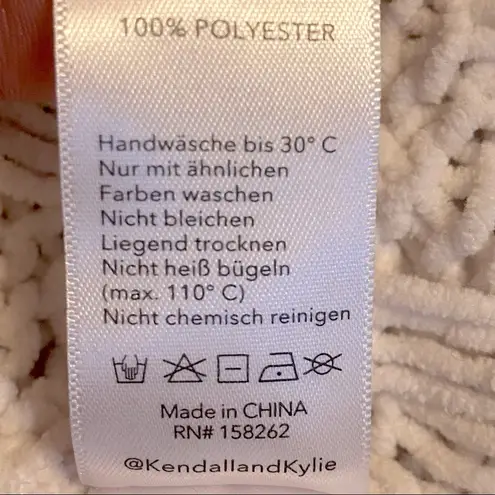 100% POLYESTER
Handwäsche bis 30° C
Nur mit ähnlichen
Farben waschen
Nicht bleichen
Liegend trocknen
Nicht heiß bügeln
(max. 110° C)
Nicht chemisch reinigen
Made in CHINA
RN# 158262
@KendallandKylie